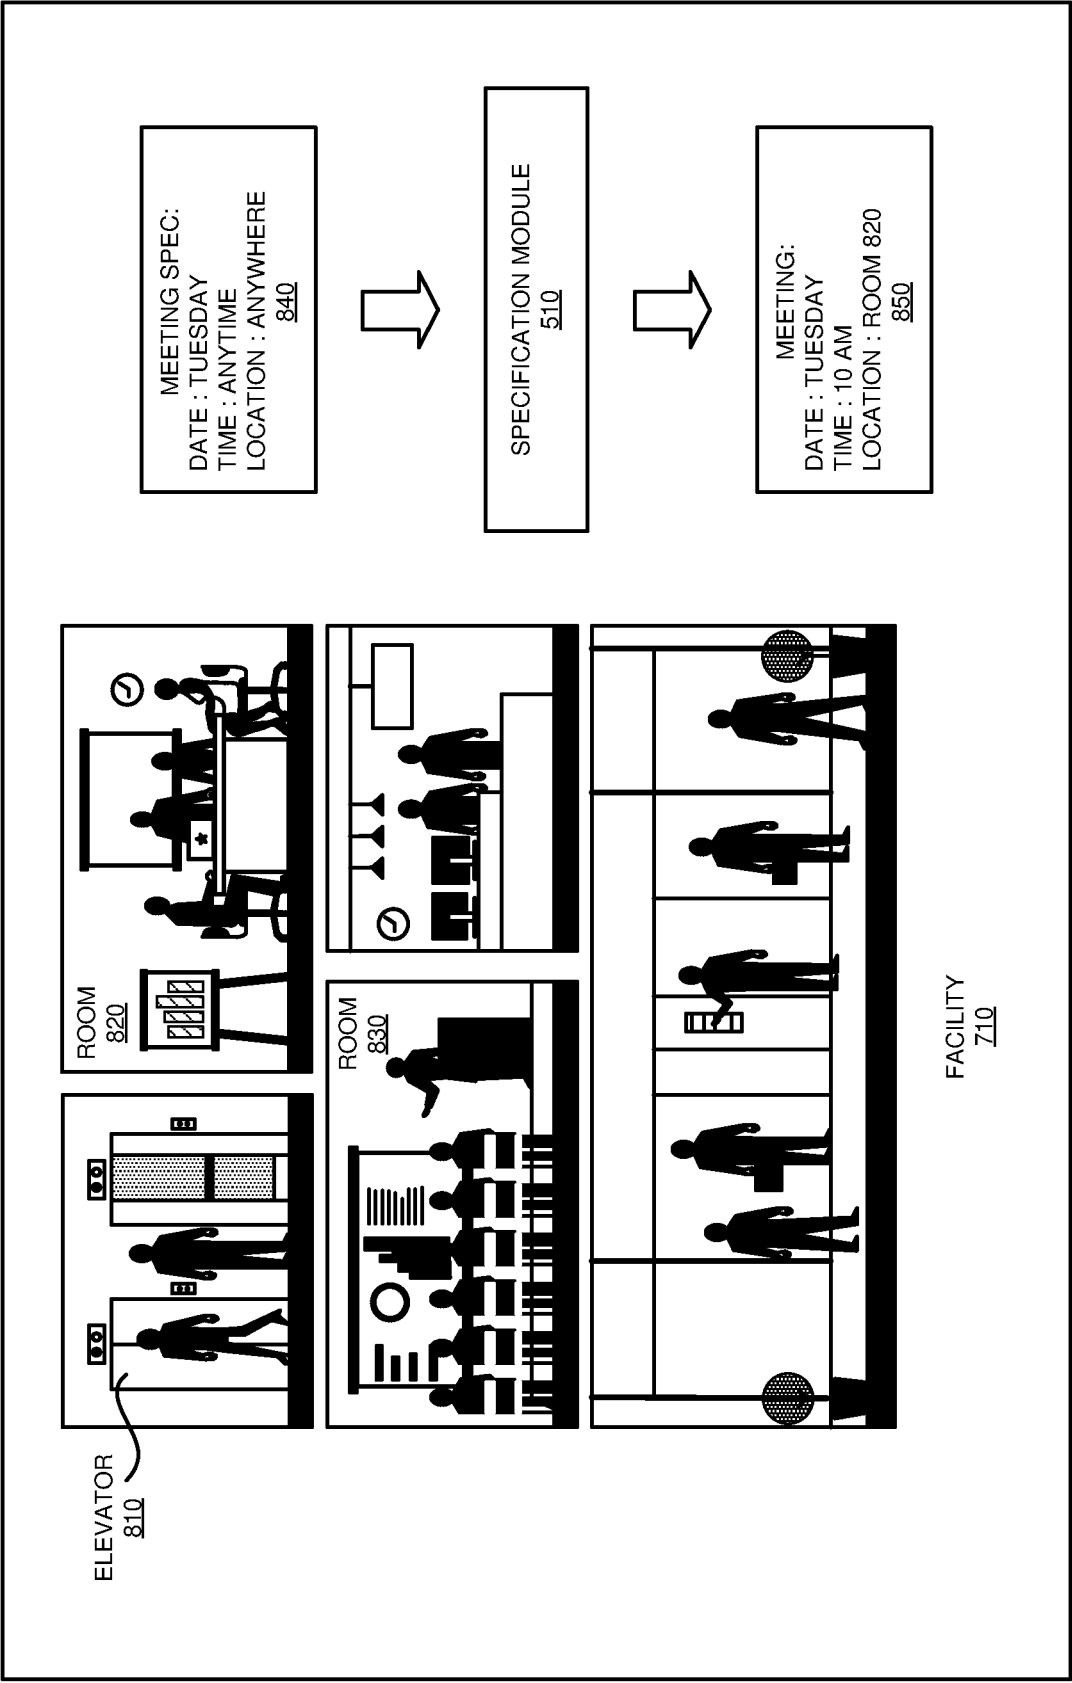 ELEVATOR
810
ROOM
820
ROOM
830
FACILITY
710
MEETING SPEC:
DATE : TUESDAY
TIME : ANYTIME
LOCATION : ANYWHERE
840
SPECIFICATION MODULE
510
MEETING:
DATE : TUESDAY
TIME : 10 AM
LOCATION : ROOM 820
850